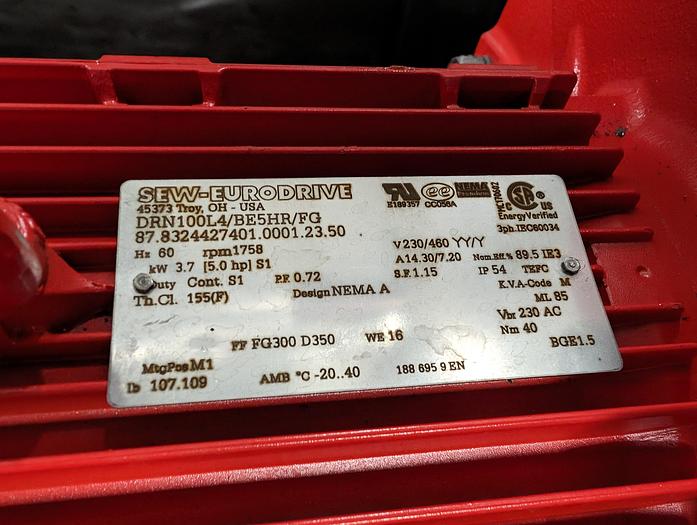 SEW-EURODRIVE
45373 Troy, OH - USA
DRN100L4/BE5HR/FG
87.8324427401.0001.23.50
E189357 CC056A
NEMA Premium
C US
EnergyVerified
3ph.IEC60034
Hz 60 rpm 1758 V 230/460 YY/Y
kW 3.7 [5.0 hp] S1 P.F. 0.72 A 14.30/7.20 Nom.Eff.% 89.5 IE3
Duty Cont. S1 S.F. 1.15 IP 54 TEFC
Th.Cl. 155(F) Design NEMA A K.V.A-Code M
ML 85
Vbr 230 AC
Nm 40
FF FG300 D350 WE 16 BGE1.5
MtgPos M1
lb 107.109 AMB °C -20..40 188 695 9 EN